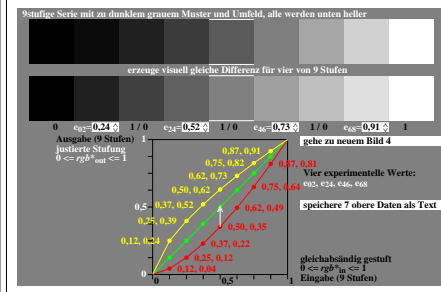 9stufige Serie mit zu dunklem grauem Muster und Umfeld, alle werden unten heller
erzeuge visuell gleiche Differenz für vier von 9 Stufen
0 e02=0,24 1 / 0 e24=0,52 1 / 0 e46=0,73 1 / 0 e68=0,91 1
Ausgabe (9 Stufen)
justierte Stufung
0 <= rgb*out <= 1
1
0,87, 0,91
0,75, 0,82
0,62, 0,73
0,50, 0,62
0,37, 0,52
0,25, 0,39
0,12, 0,24
0,87, 0,81
0,75, 0,64
0,62, 0,49
0,50, 0,35
0,37, 0,22
0,25, 0,12
0,12, 0,04
0,5
0
0
0,5
1
gehe zu neuem Bild 4
Vier experimentelle Werte:
e02, e24, e46, e68
speichere 7 obere Daten als Text
gleichabsändig gestuft
0 <= rgb*in <= 1
Eingabe (9 Stufen)